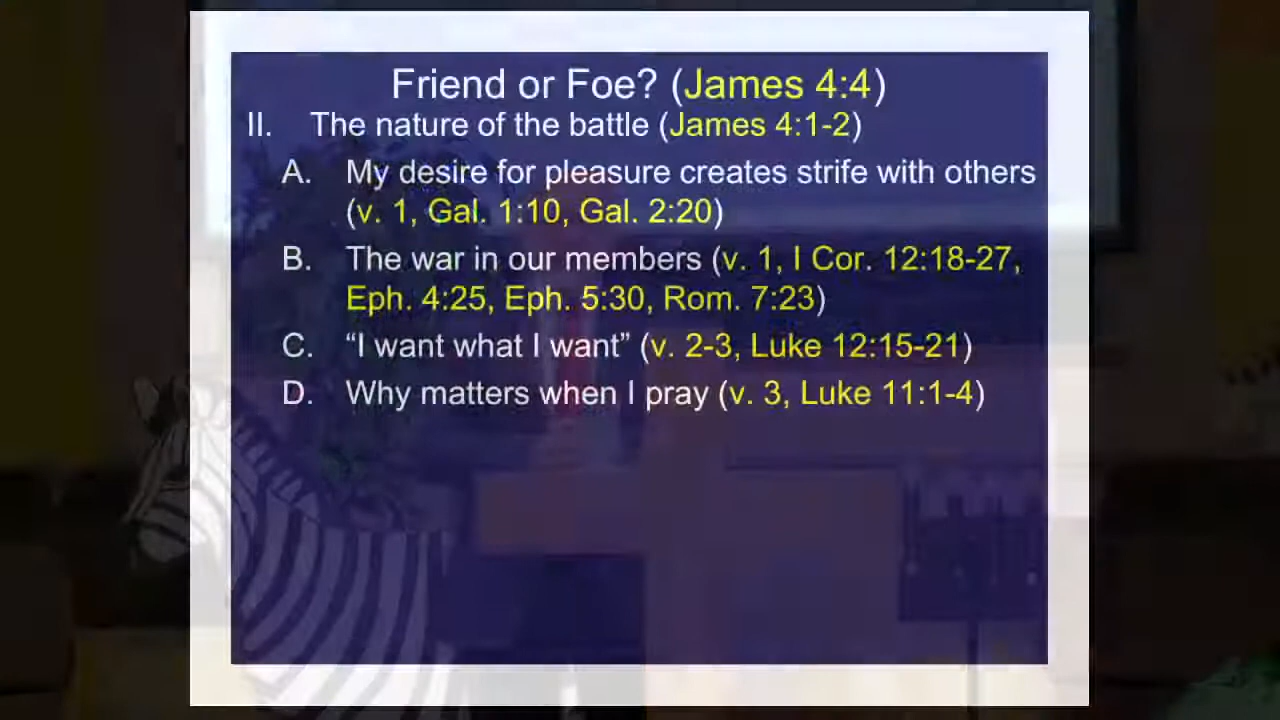 Friend or Foe? (James 4:4)
II. The nature of the battle (James 4:1-2)
A. My desire for pleasure creates strife with others
(v. 1, Gal. 1:10, Gal. 2:20)
B. The war in our members (v. 1, I Cor. 12:18-27,
Eph. 4:25, Eph. 5:30, Rom. 7:23)
C. “I want what I want” (v. 2-3, Luke 12:15-21)
D. Why matters when I pray (v. 3, Luke 11:1-4)